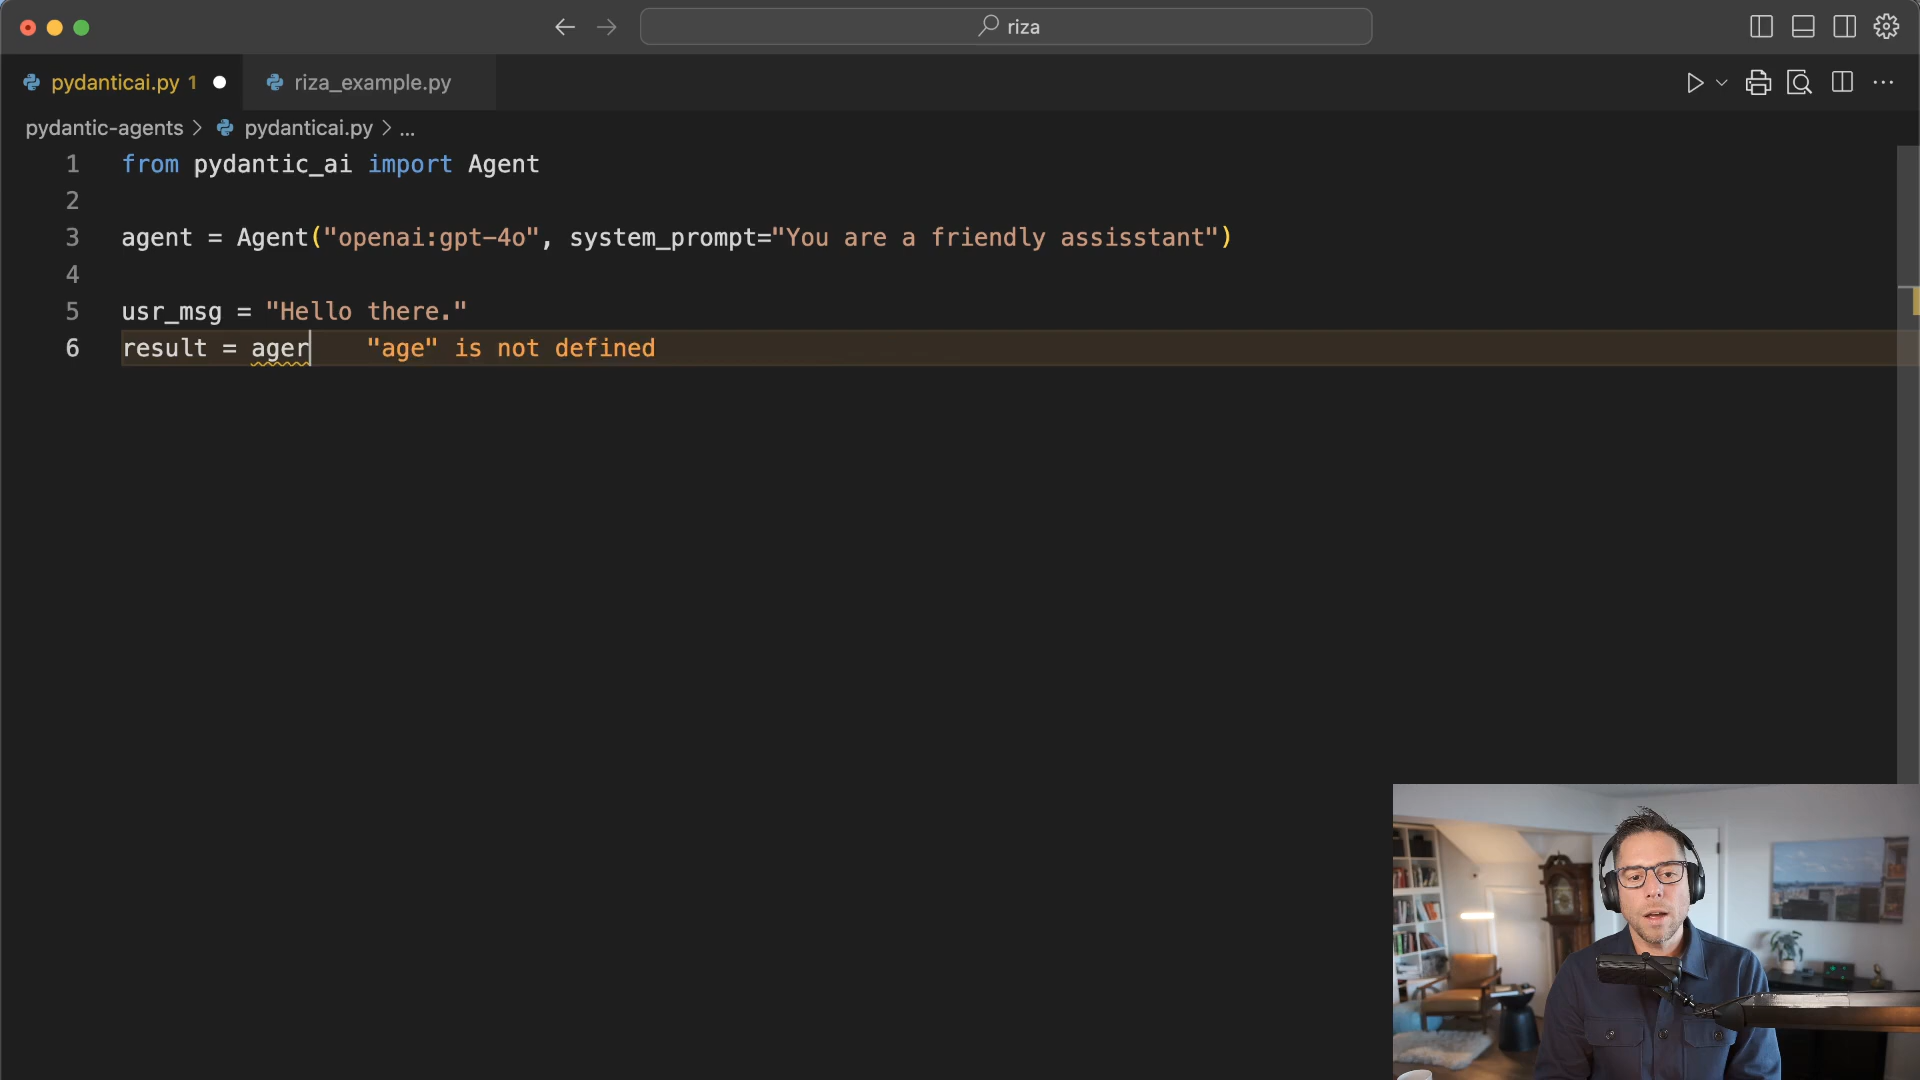 riza
pydanticai.py 1
riza_example.py
pydantic-agents > pydanticai.py > ...
1 from pydantic_ai import Agent
2
3 agent = Agent("openai:gpt-4o", system_prompt="You are a friendly assisstant")
4
5 usr_msg = "Hello there."
6 result = ager "age" is not defined